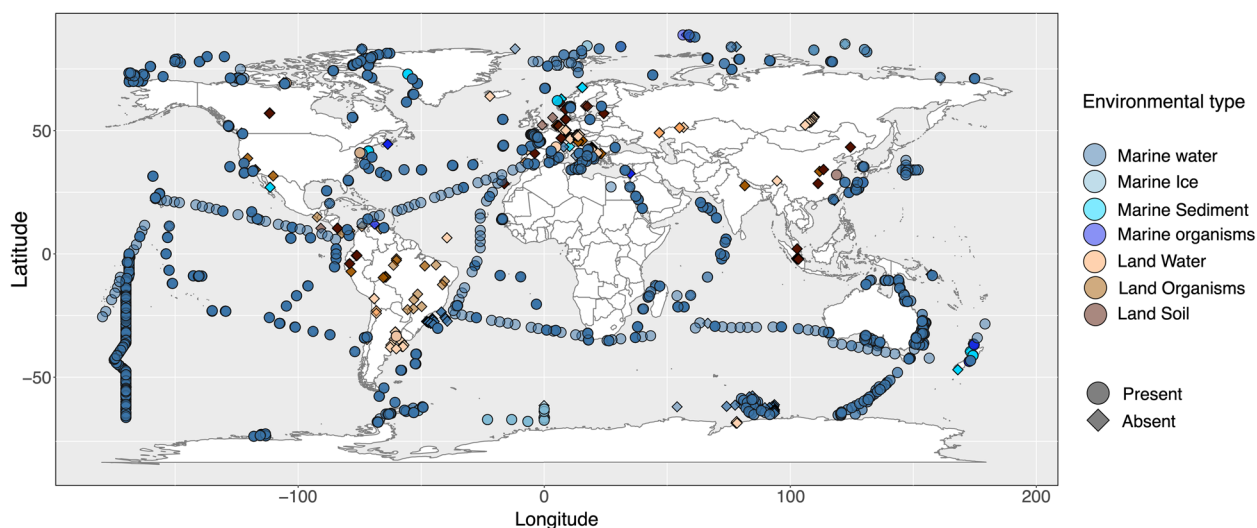 Environmental type
Marine water
Marine Ice
Marine Sediment
Marine organisms
Land Water
Land Organisms
Land Soil
Present
Absent
Latitude
50
0
−50
−100
0
100
200
Longitude